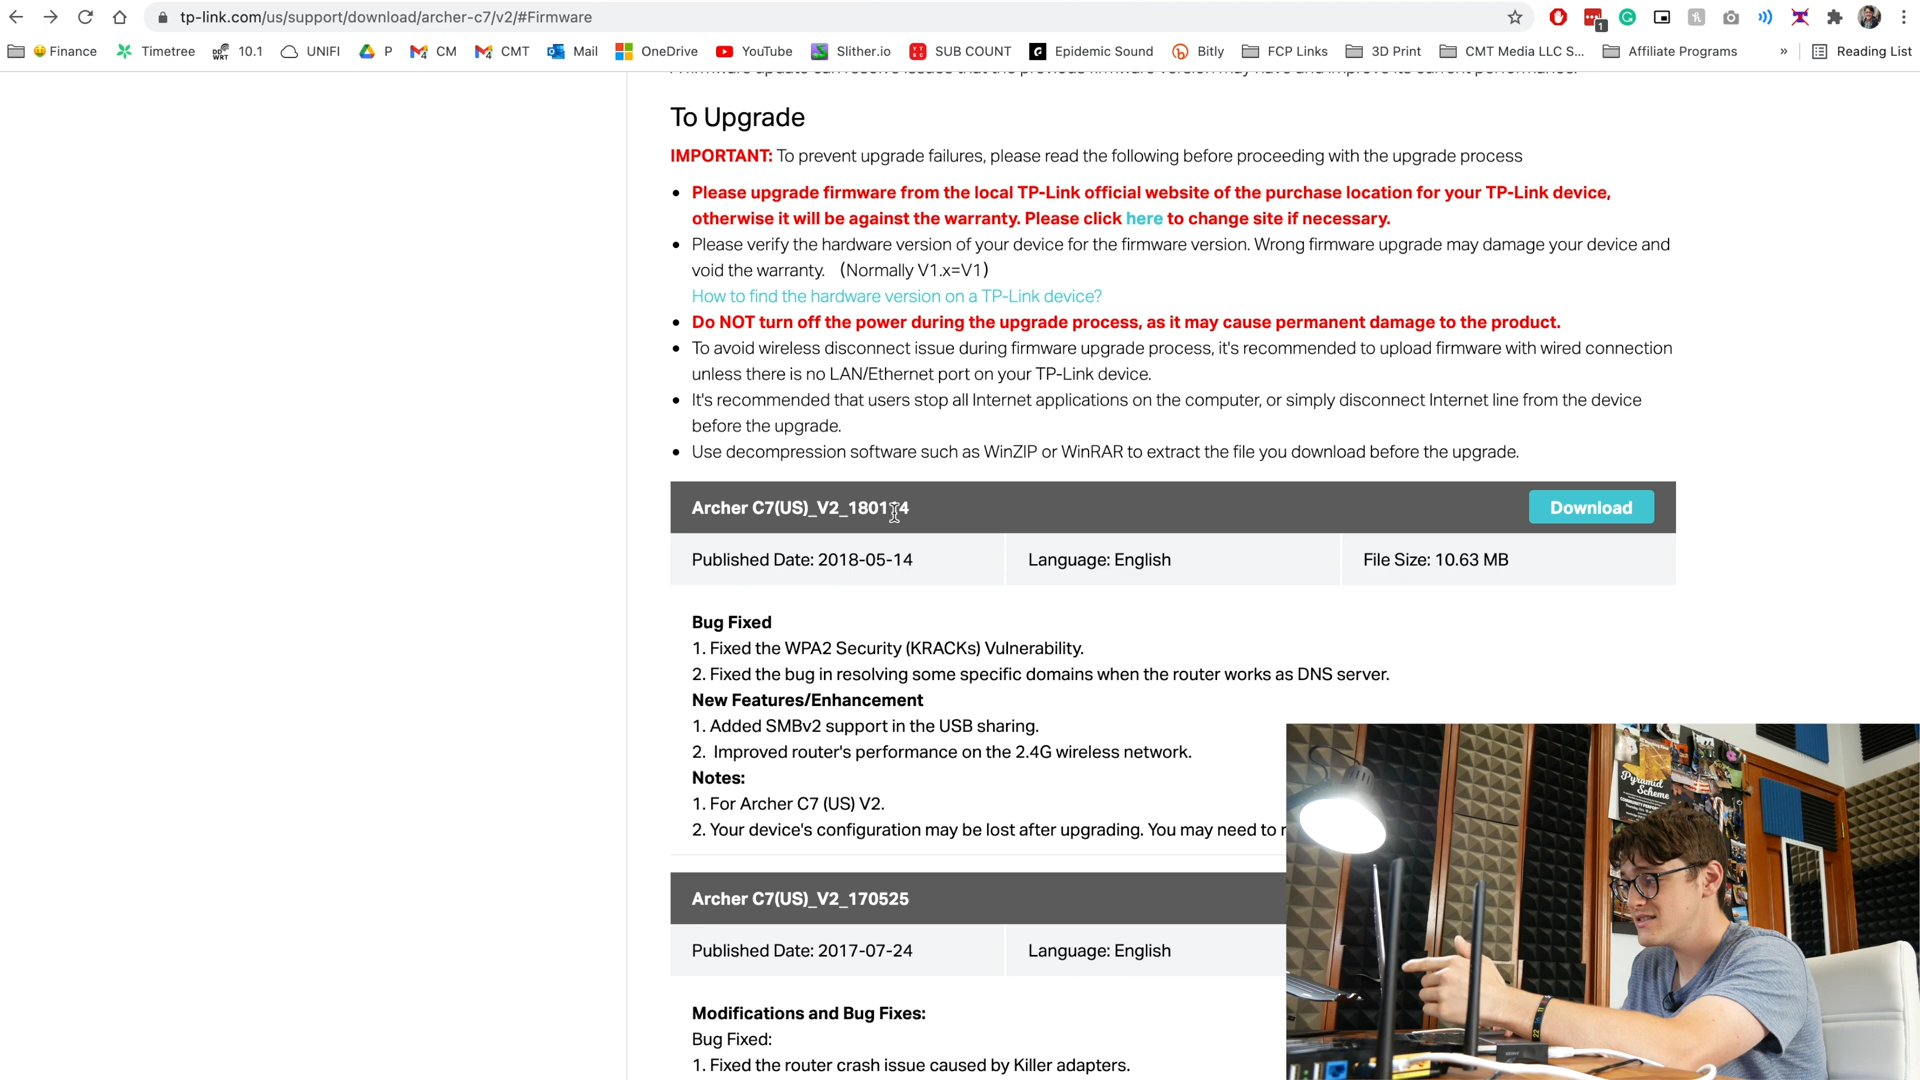 tp-link.com/us/support/download/archer-c7/v2/#Firmware
Finance Timetree DD WRT 10.1 UNIFI P CM CMT Mail OneDrive YouTube Slither.io SUB COUNT Epidemic Sound Bitly FCP Links 3D Print CMT Media LLC S... Affiliate Programs » Reading List
To Upgrade
IMPORTANT: To prevent upgrade failures, please read the following before proceeding with the upgrade process
• Please upgrade firmware from the local TP-Link official website of the purchase location for your TP-Link device,
otherwise it will be against the warranty. Please click here to change site if necessary.
• Please verify the hardware version of your device for the firmware version. Wrong firmware upgrade may damage your device and
void the warranty. (Normally V1.x=V1)
How to find the hardware version on a TP-Link device?
• Do NOT turn off the power during the upgrade process, as it may cause permanent damage to the product.
• To avoid wireless disconnect issue during firmware upgrade process, it's recommended to upload firmware with wired connection
unless there is no LAN/Ethernet port on your TP-Link device.
• It's recommended that users stop all Internet applications on the computer, or simply disconnect Internet line from the device
before the upgrade.
• Use decompression software such as WinZIP or WinRAR to extract the file you download before the upgrade.
Archer C7(US)_V2_180114 Download
Published Date: 2018-05-14 Language: English File Size: 10.63 MB
Bug Fixed
1. Fixed the WPA2 Security (KRACKs) Vulnerability.
2. Fixed the bug in resolving some specific domains when the router works as DNS server.
New Features/Enhancement
1. Added SMBv2 support in the USB sharing.
2. Improved router's performance on the 2.4G wireless network.
Notes:
1. For Archer C7 (US) V2.
2. Your device's configuration may be lost after upgrading. You may need to
Archer C7(US)_V2_170525
Published Date: 2017-07-24 Language: English
Modifications and Bug Fixes:
Bug Fixed:
1. Fixed the router crash issue caused by Killer adapters.
Pyramid
Scheme